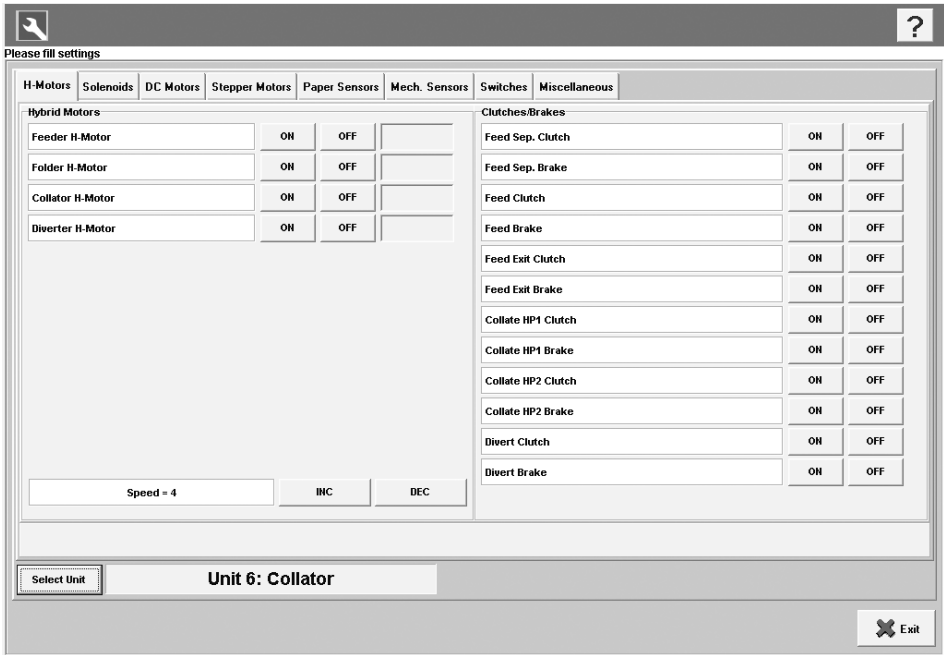 ?
Please fill settings
H-Motors Solenoids DC Motors Stepper Motors Paper Sensors Mech. Sensors Switches Miscellaneous
Hybrid Motors
Feeder H-Motor ON OFF
Folder H-Motor ON OFF
Collator H-Motor ON OFF
Diverter H-Motor ON OFF
Speed = 4 INC DEC
Clutches/Brakes
Feed Sep. Clutch ON OFF
Feed Sep. Brake ON OFF
Feed Clutch ON OFF
Feed Brake ON OFF
Feed Exit Clutch ON OFF
Feed Exit Brake ON OFF
Collate HP1 Clutch ON OFF
Collate HP1 Brake ON OFF
Collate HP2 Clutch ON OFF
Collate HP2 Brake ON OFF
Divert Clutch ON OFF
Divert Brake ON OFF
Select Unit Unit 6: Collator
Exit